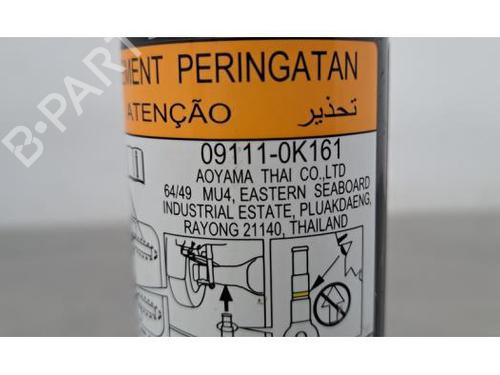 EMENT PERINGATAN
ATENÇÃO تحذير
09111-0K161
AOYAMA THAI CO.,LTD
64/49 MU4, EASTERN SEABOARD
INDUSTRIAL ESTATE, PLUAKDAENG,
RAYONG 21140, THAILAND
B-PARTS